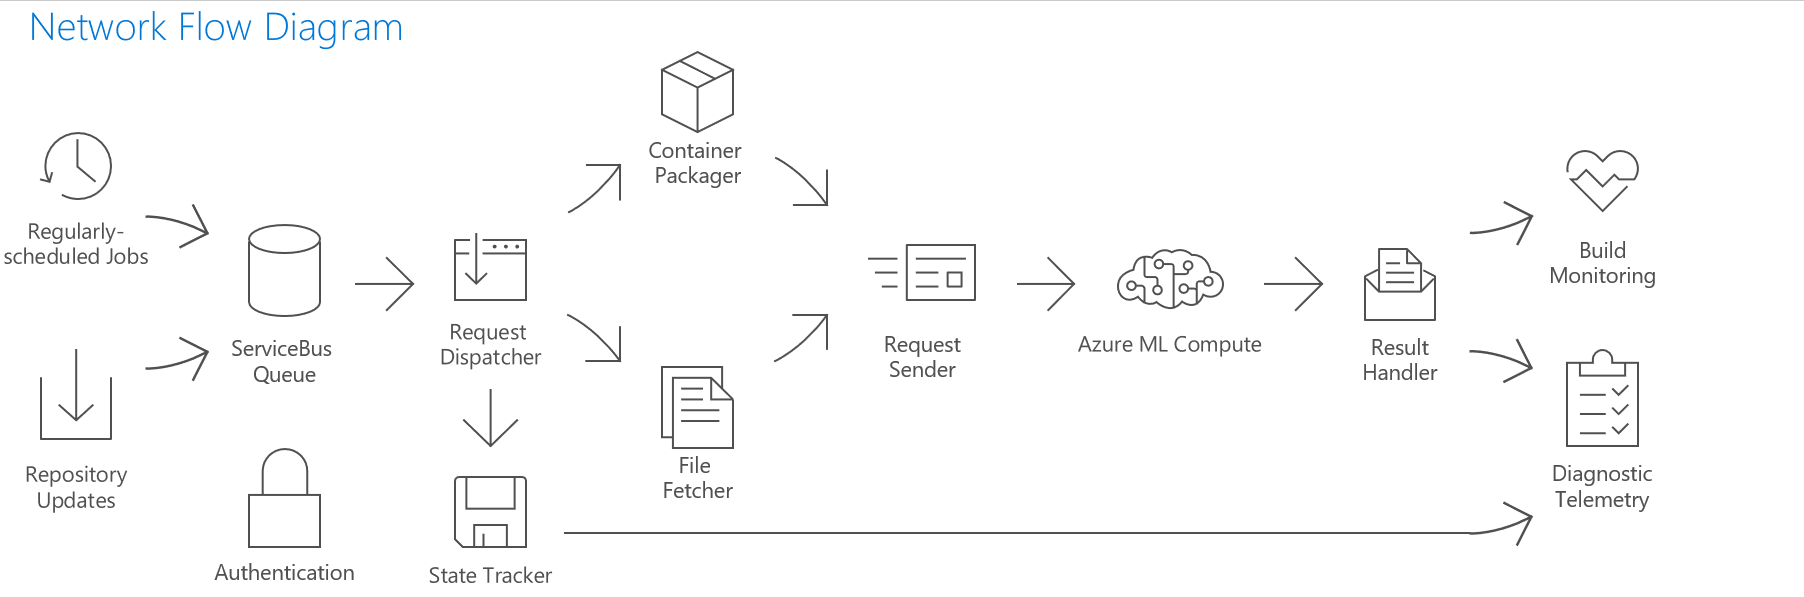 Network Flow Diagram
Regularly-
scheduled Jobs
Repository
Updates
ServiceBus
Queue
Authentication
Request
Dispatcher
State Tracker
Container
Packager
File
Fetcher
Request
Sender
Azure ML Compute
Result
Handler
Build
Monitoring
Diagnostic
Telemetry